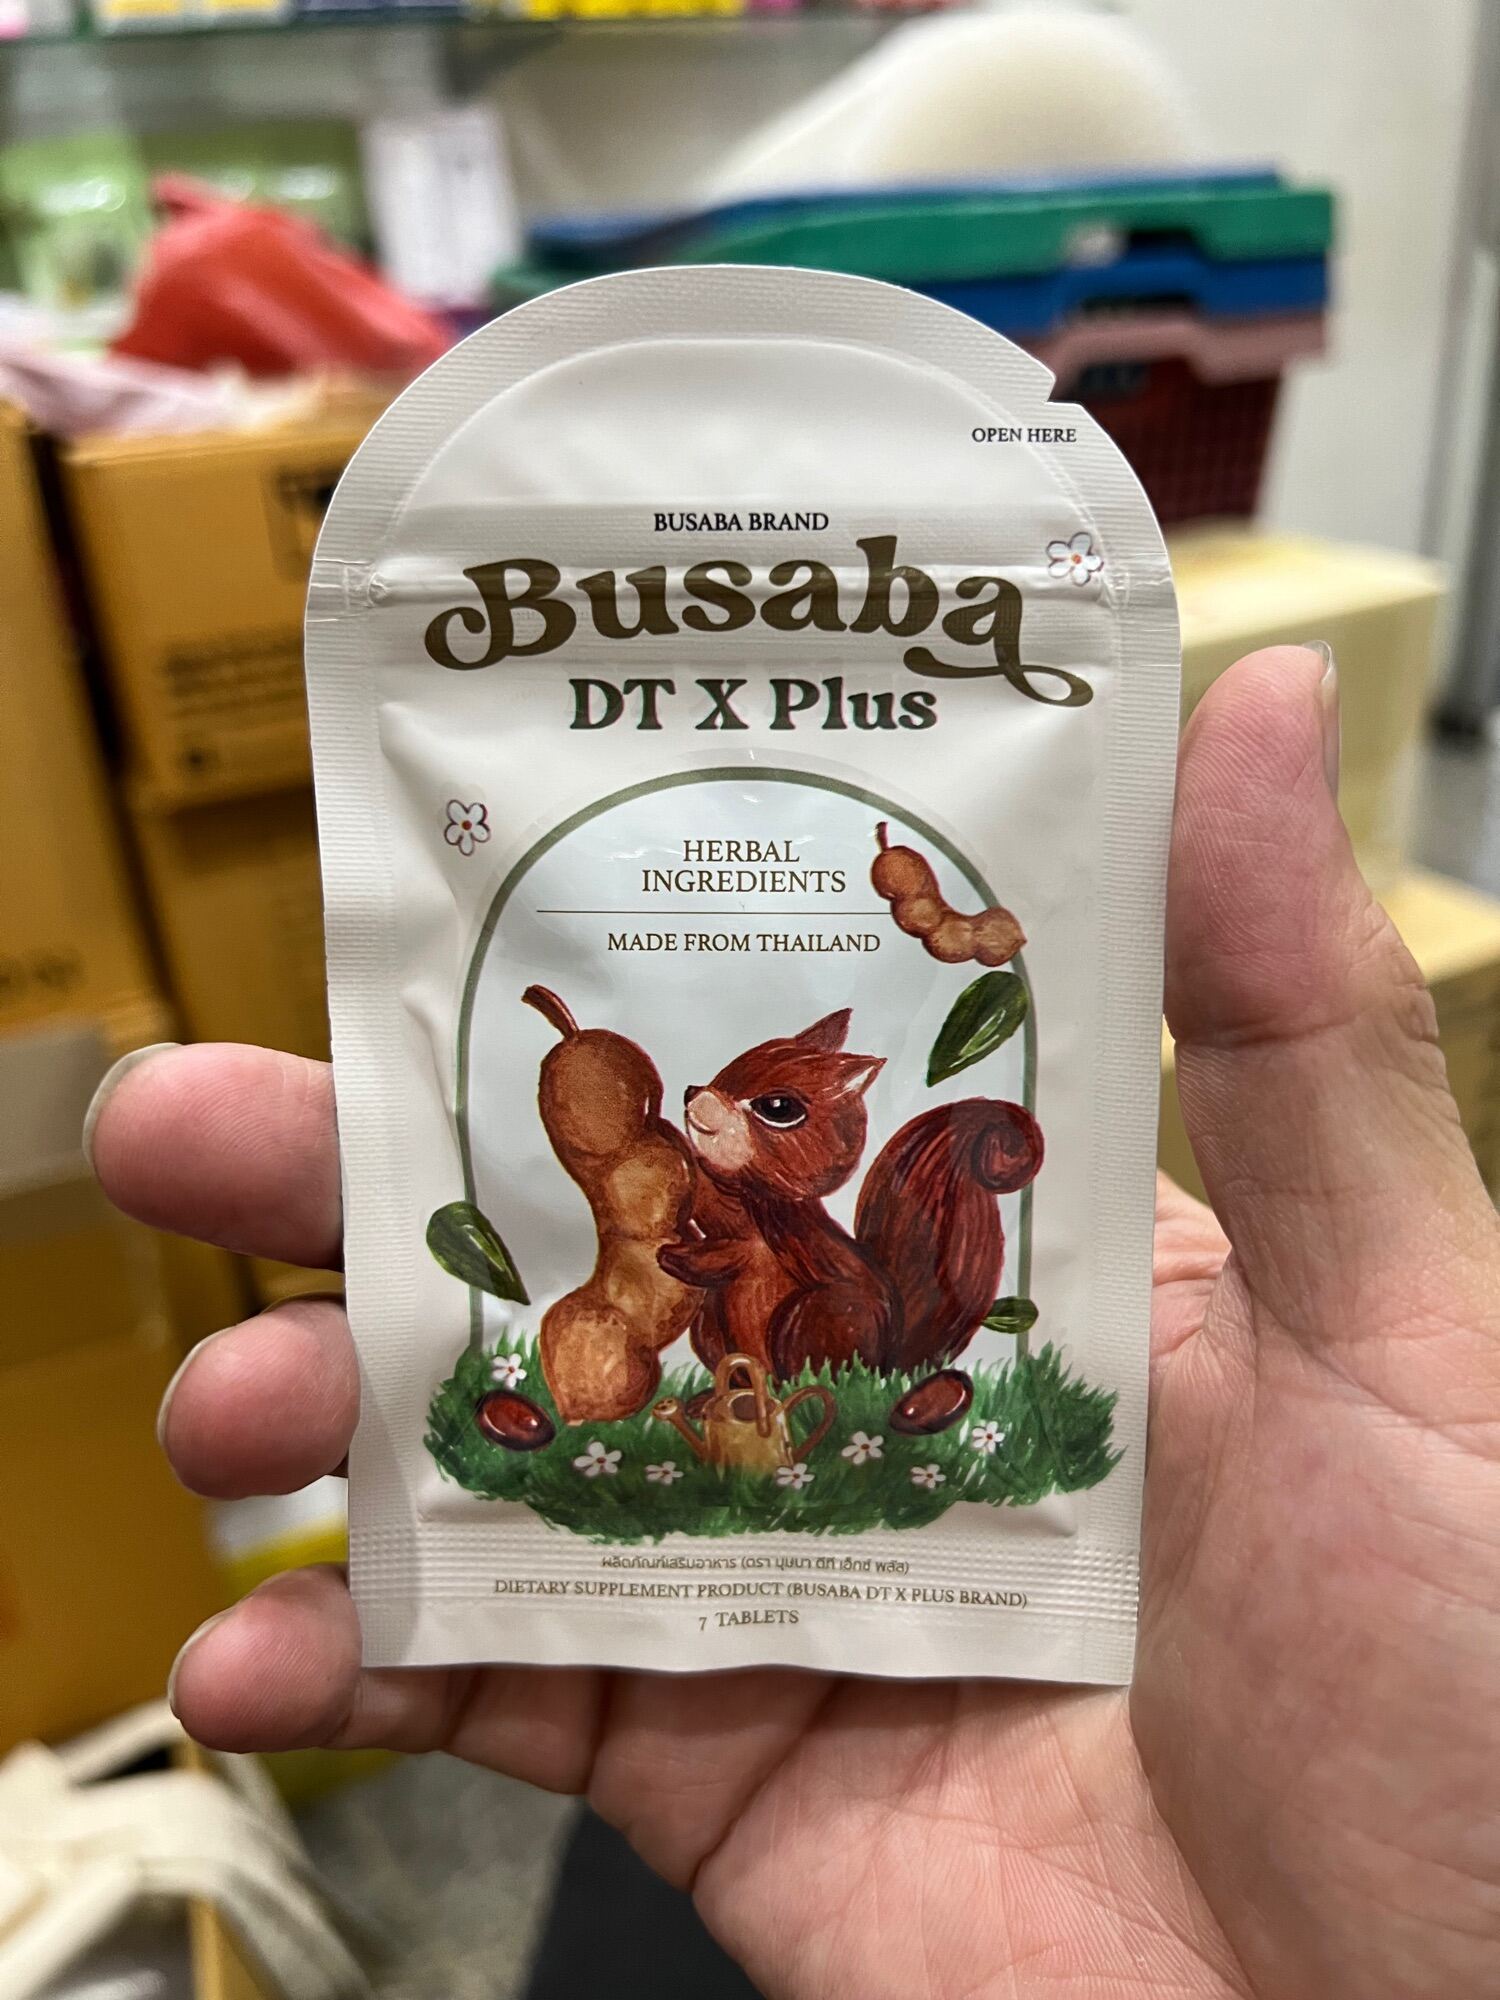 OPEN HERE
BUSABA BRAND
Busaba
DT X Plus
HERBAL
INGREDIENTS
MADE FROM THAILAND
ผลิตภัณฑ์เสริมอาหาร (ตรา บุษบา ดีที เอ็กซ์ พลัส)
DIETARY SUPPLEMENT PRODUCT (BUSABA DT X PLUS BRAND)
7 TABLETS